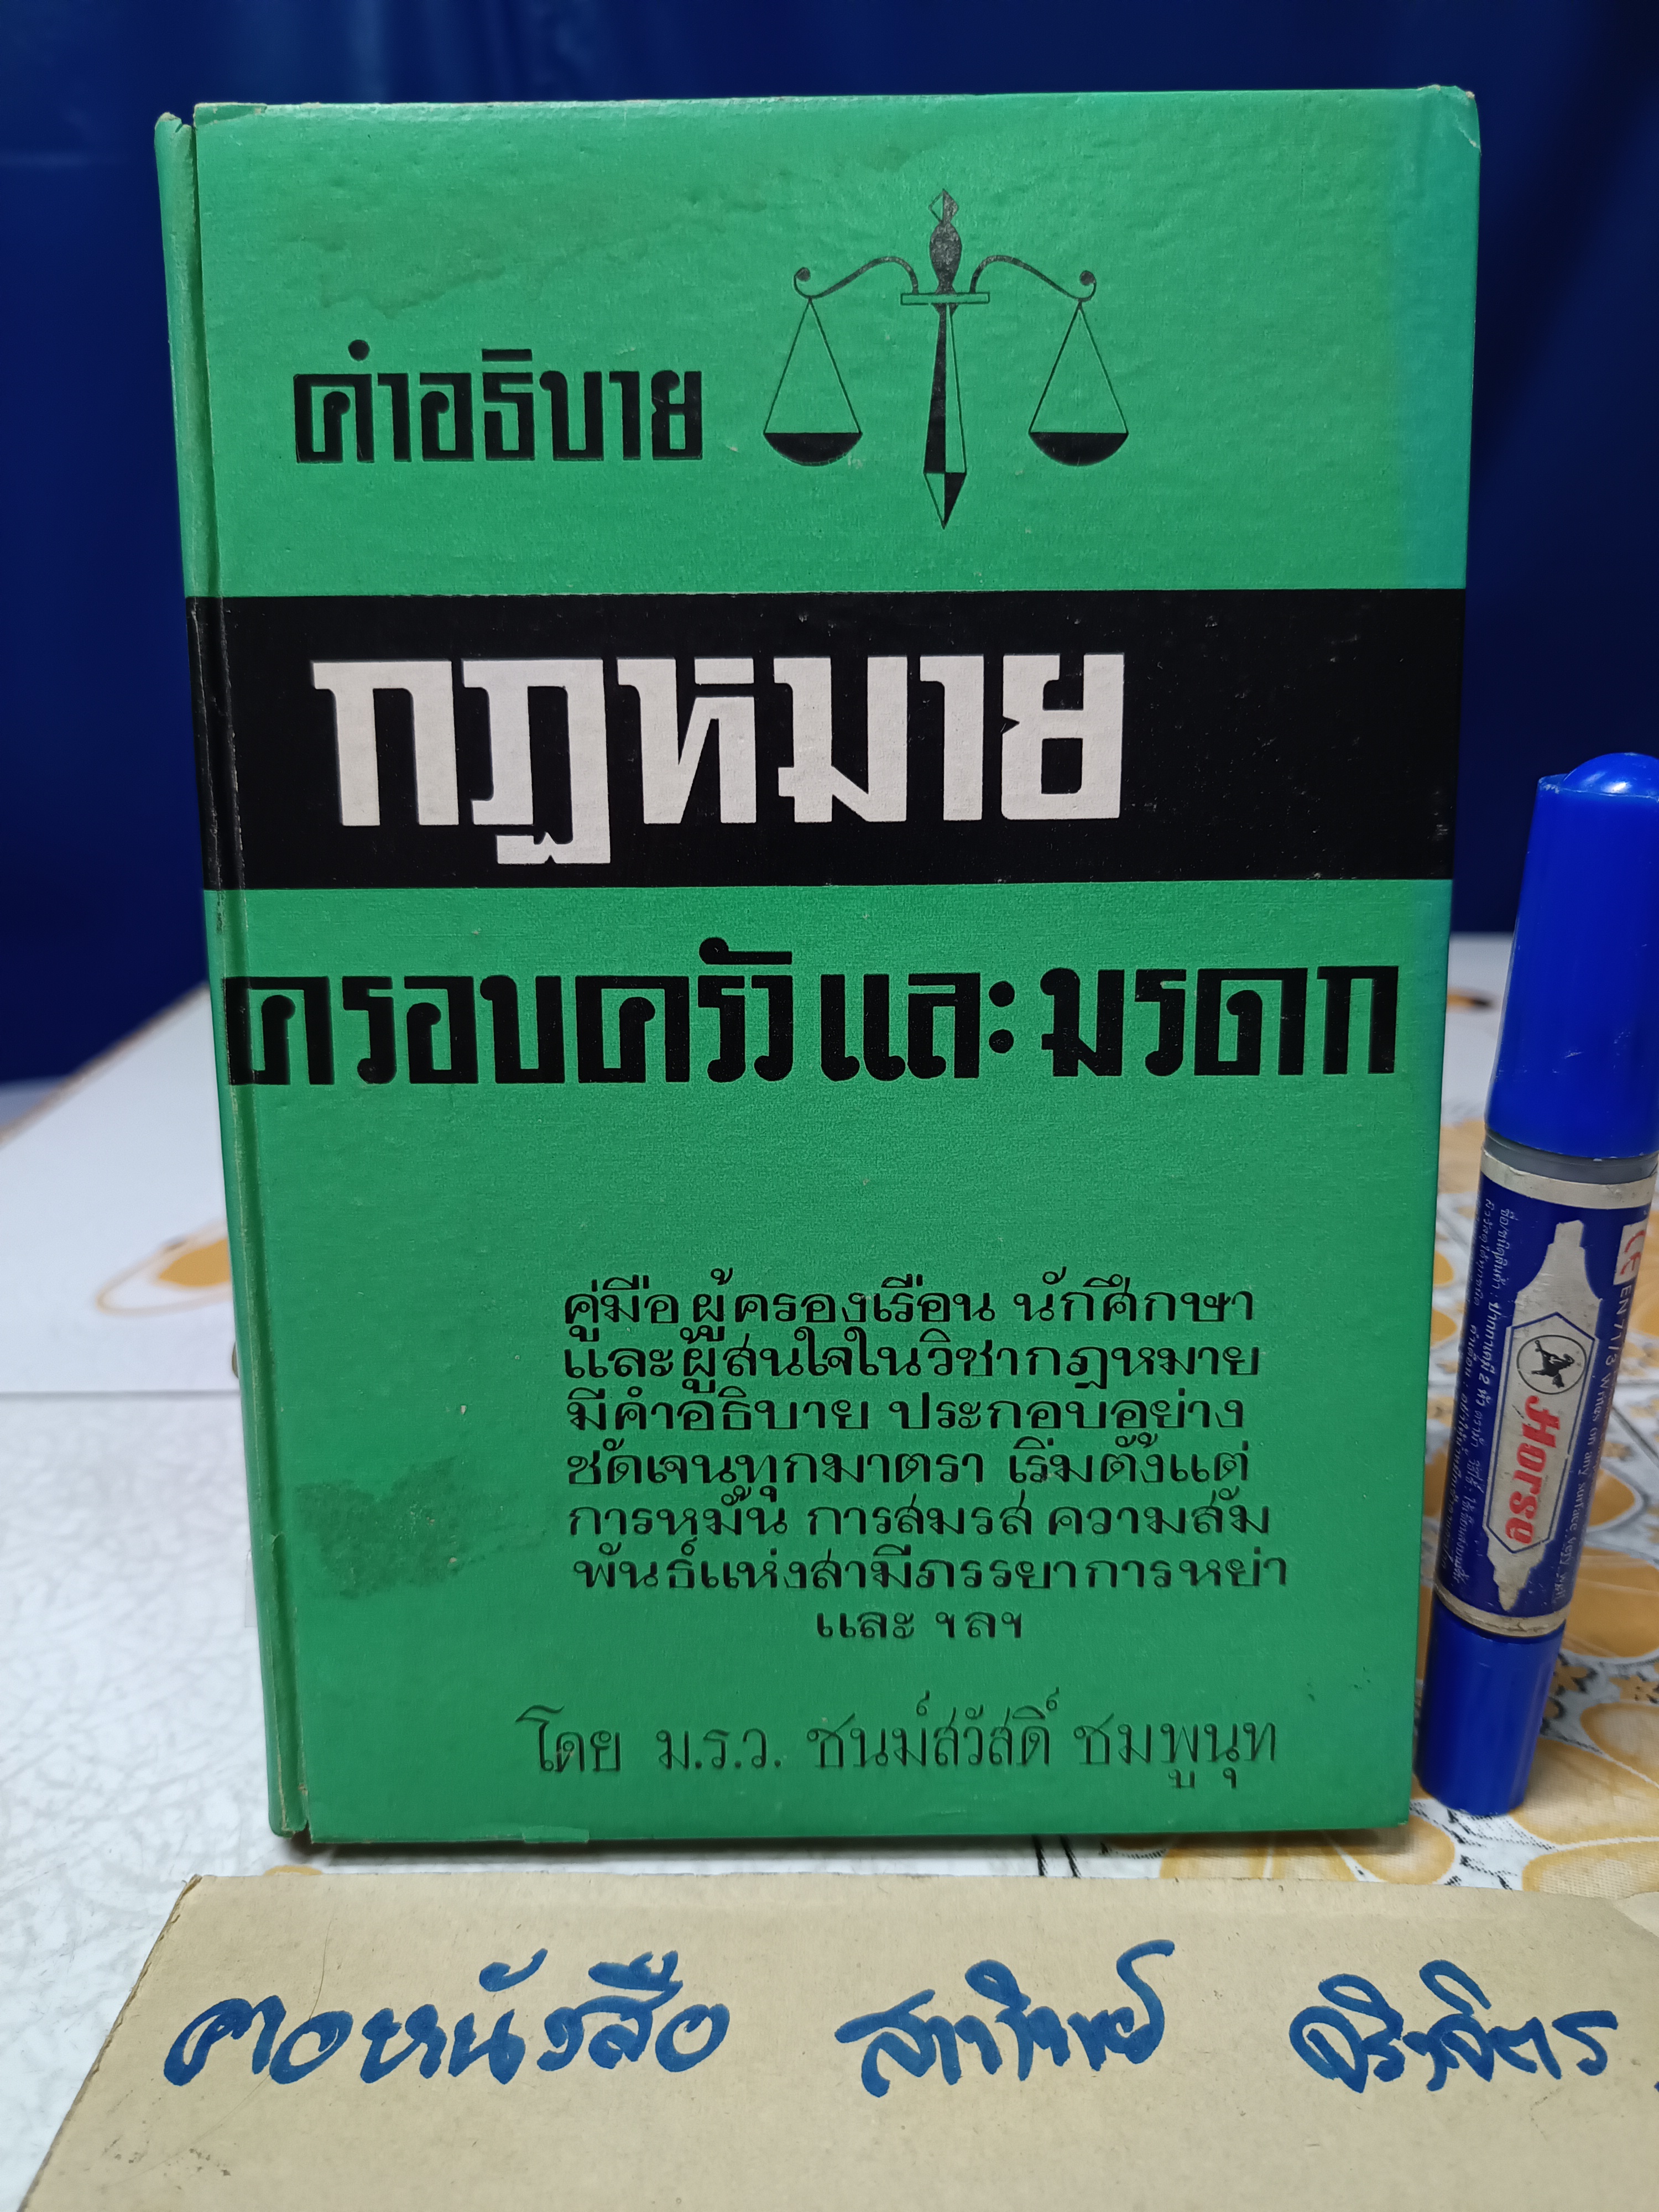 คำอธิบาย
กฎหมาย
ครอบครัวและมรดก
คู่มือ ผู้ครองเรือน นักศึกษา
และผู้สนใจในวิชากฎหมาย
มีคำอธิบาย ประกอบอย่าง
ชัดเจนทุกมาตรา เริ่มตั้งแต่
การหมั้น การสมรส ความสัม
พันธ์แห่งสามีภรรยา การหย่า
และ ฯลฯ
โดย ม.ร.ว. ชนม์สวัสดิ์ ชมพูนุท
Horse
คอหนังสือ